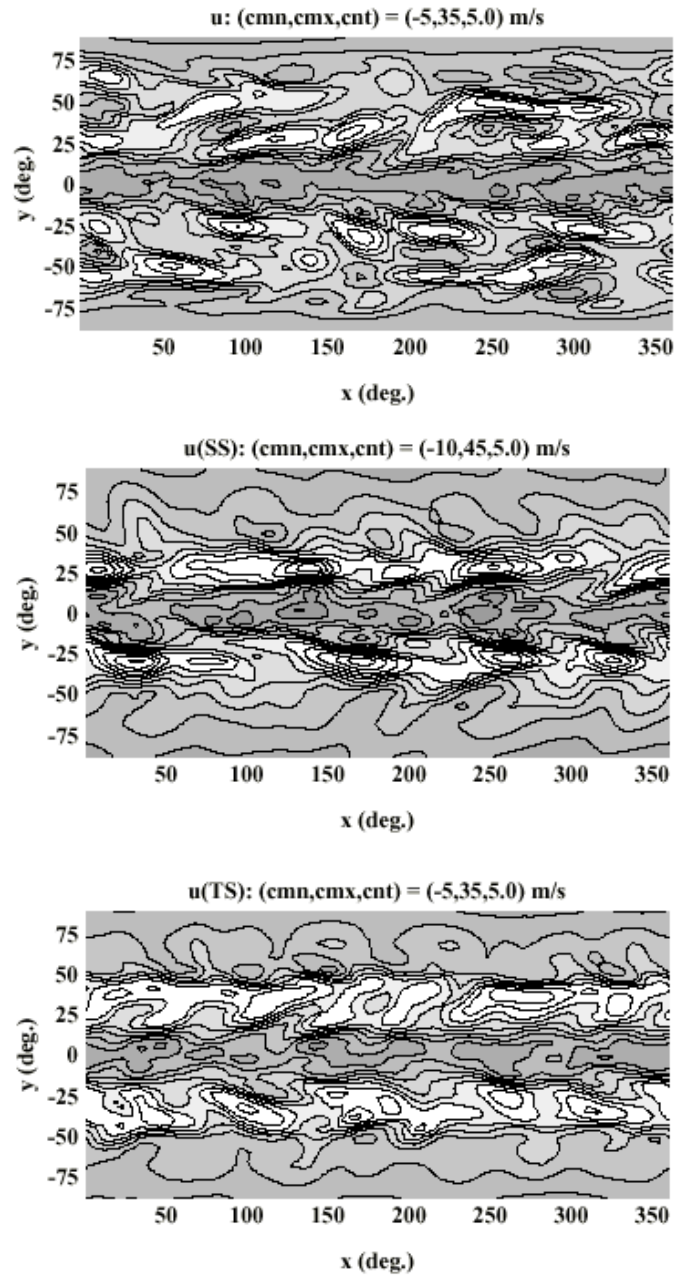 u: (cmn,cmx,cnt) = (-5,35,5.0) m/s
75
50
25
0
-25
-50
-75
y (deg.)
50 100 150 200 250 300 350
x (deg.)
u(SS): (cmn,cmx,cnt) = (-10,45,5.0) m/s
75
50
25
0
-25
-50
-75
y (deg.)
50 100 150 200 250 300 350
x (deg.)
u(TS): (cmn,cmx,cnt) = (-5,35,5.0) m/s
75
50
25
0
-25
-50
-75
y (deg.)
50 100 150 200 250 300 350
x (deg.)